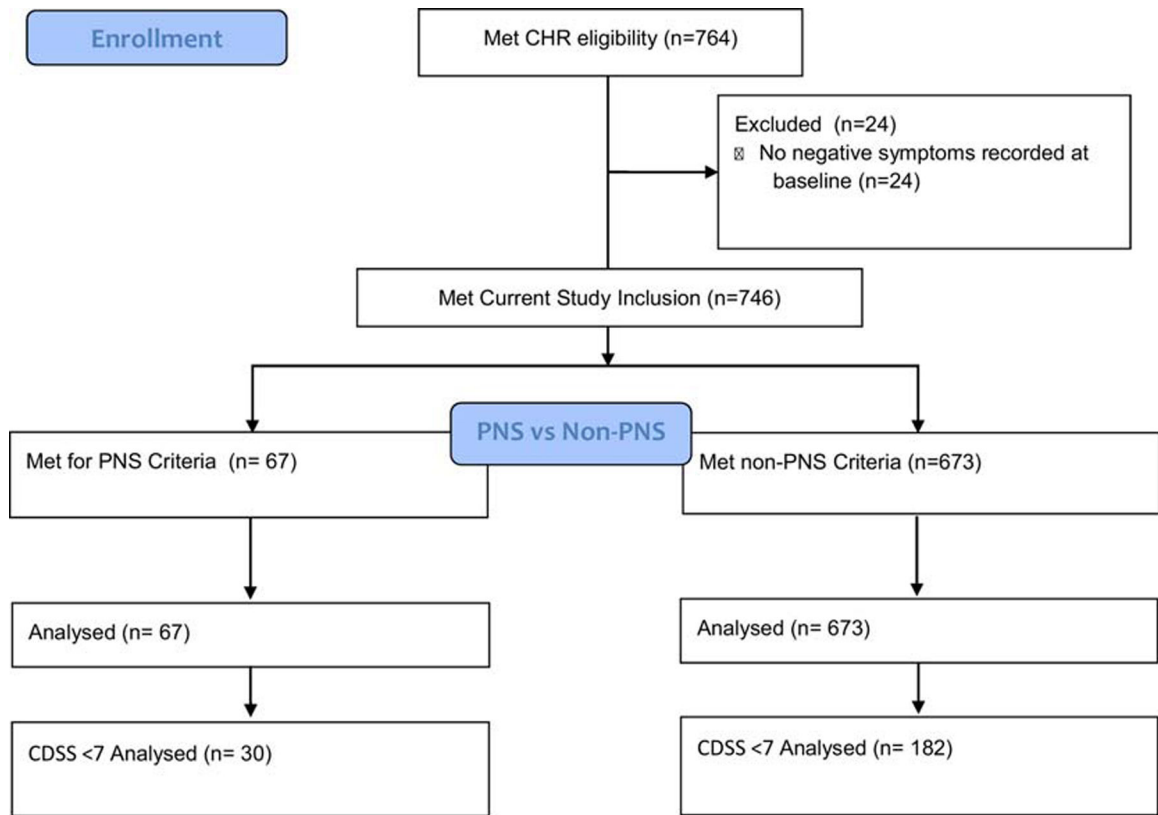 Enrollment
Met CHR eligibility (n=764)
Excluded (n=24)
No negative symptoms recorded at
baseline (n=24)
Met Current Study Inclusion (n=746)
PNS vs Non-PNS
Met for PNS Criteria (n= 67)
Met non-PNS Criteria (n=673)
Analysed (n= 67)
Analysed (n= 673)
CDSS <7 Analysed (n= 30)
CDSS <7 Analysed (n= 182)